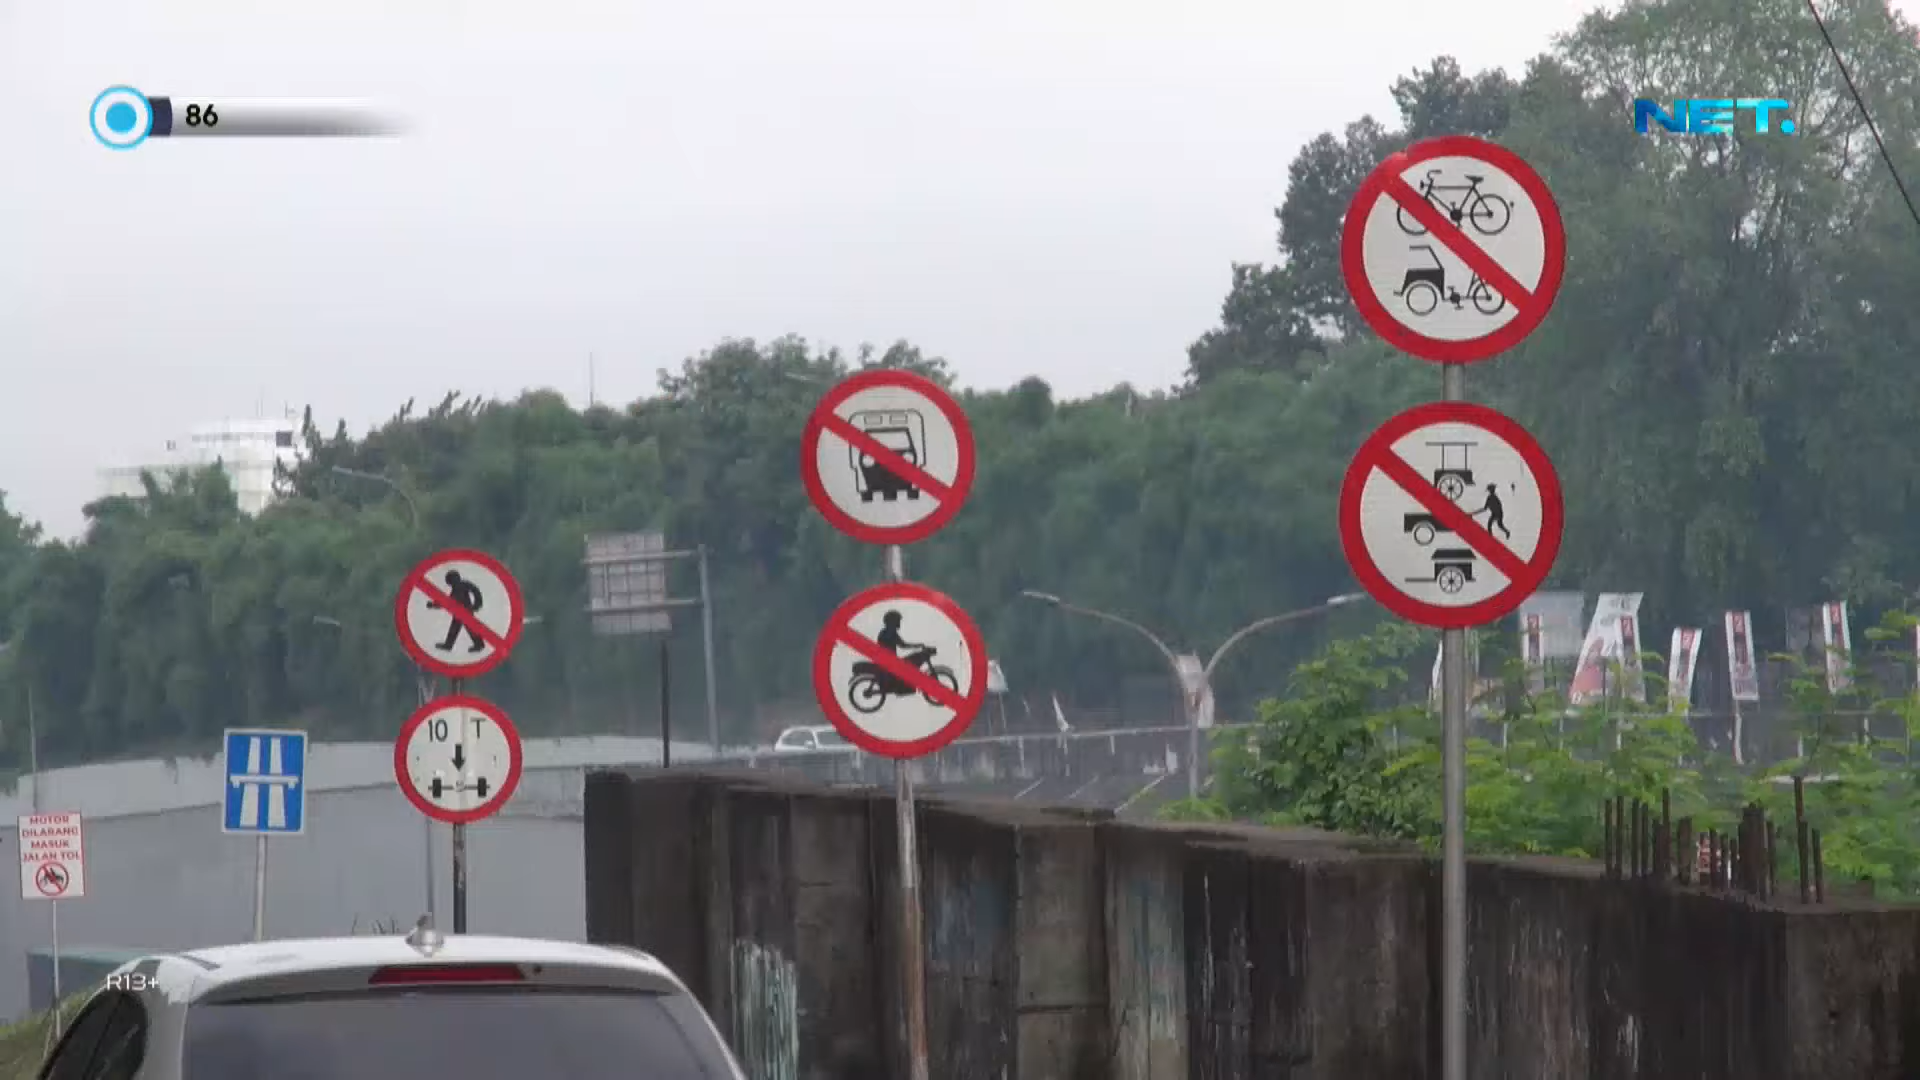 86
NET.
10 T
MOTOR
DILARANG
MASUK
JALAN TOL
R13+